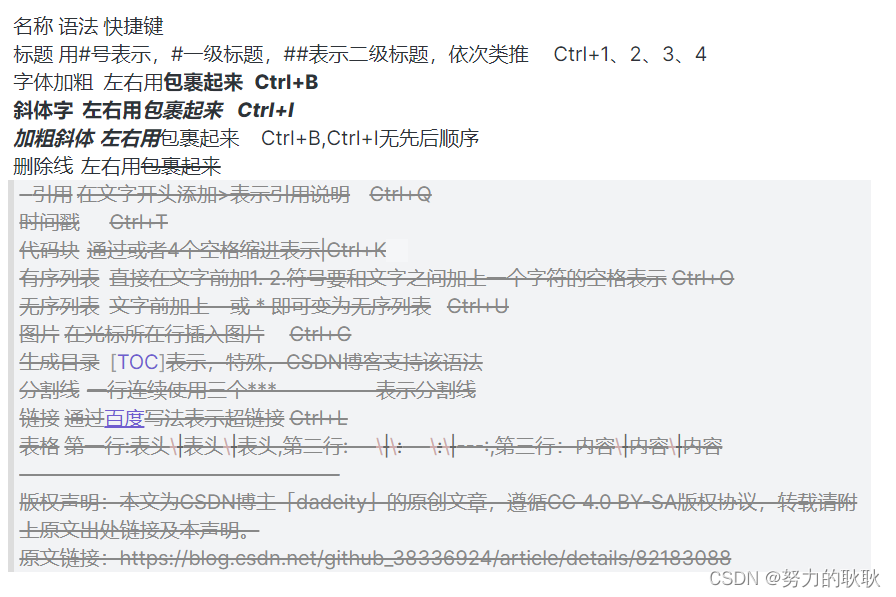 名称 语法 快捷键
标题 用#号表示，#一级标题，##表示二级标题，依次类推 Ctrl+1、2、3、4
字体加粗 左右用包裹起来 Ctrl+B
斜体字 左右用包裹起来 Ctrl+I
加粗斜体 左右用包裹起来 Ctrl+B,Ctrl+I无先后顺序
删除线 左右用包裹起来
引用 在文字开头添加>表示引用说明 Ctrl+Q
时间戳 Ctrl+T
代码块 通过或者4个空格缩进表示|Ctrl+K
有序列表 直接在文字前加1. 2.符号要和文字之间加上一个字符的空格表示 Ctrl+O
无序列表 文字前加上 或 * 即可变为无序列表 Ctrl+U
图片 在光标所在行插入图片 Ctrl+G
生成目录 [TOC]表示，特殊，CSDN博客支持该语法
分割线 一行连续使用三个*** 表示分割线
链接 通过百度写法表示超链接 Ctrl+L
表格 第一行:表头\|表头\|表头,第二行: \|\: \:\|---:,第三行：内容\|内容\|内容
————————————————
版权声明：本文为CSDN博主「dadcity」的原创文章，遵循CC 4.0 BY-SA版权协议，转载请附
上原文出处链接及本声明。
原文链接：https://blog.csdn.net/github_38336924/article/details/82183088
CSDN @努力的耿耿